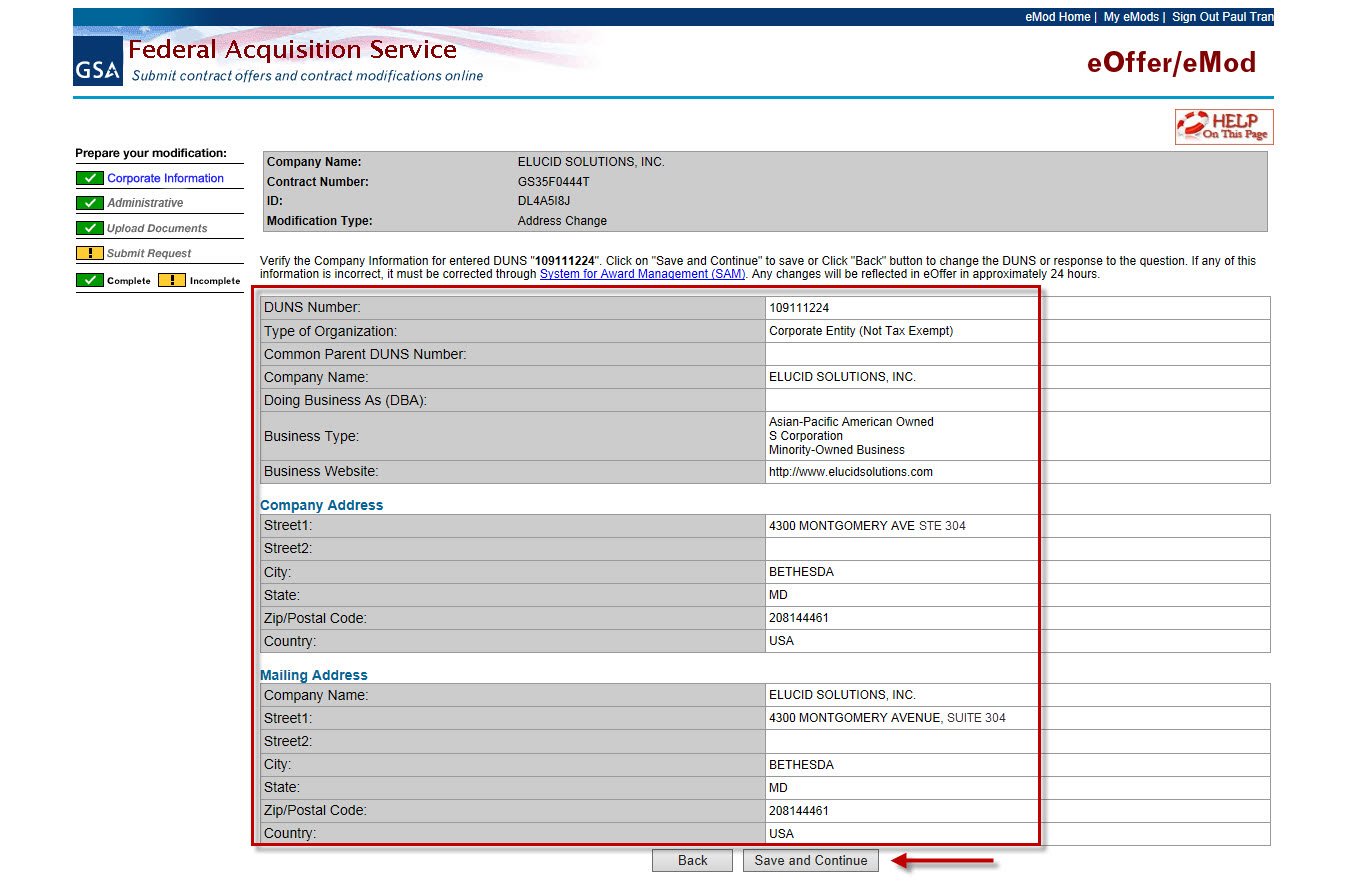 eMod Home | My eMods | Sign Out Paul Tran
GSA
Federal Acquisition Service
Submit contract offers and contract modifications online
eOffer/eMod
HELP
On This Page
Prepare your modification:
Corporate Information
Administrative
Upload Documents
! Submit Request
Complete ! Incomplete
Company Name: ELUCID SOLUTIONS, INC.
Contract Number: GS35F0444T
ID: DL4A5I8J
Modification Type: Address Change
Verify the Company Information for entered DUNS "109111224". Click on "Save and Continue" to save or Click "Back" button to change the DUNS or response to the question. If any of this
information is incorrect, it must be corrected through System for Award Management (SAM). Any changes will be reflected in eOffer in approximately 24 hours.
DUNS Number: 109111224
Type of Organization: Corporate Entity (Not Tax Exempt)
Common Parent DUNS Number:
Company Name: ELUCID SOLUTIONS, INC.
Doing Business As (DBA):
Business Type: Asian-Pacific American Owned
S Corporation
Minority-Owned Business
Business Website: http://www.elucidsolutions.com
Company Address
Street1: 4300 MONTGOMERY AVE STE 304
Street2:
City: BETHESDA
State: MD
Zip/Postal Code: 208144461
Country: USA
Mailing Address
Company Name: ELUCID SOLUTIONS, INC.
Street1: 4300 MONTGOMERY AVENUE, SUITE 304
Street2:
City: BETHESDA
State: MD
Zip/Postal Code: 208144461
Country: USA
Back Save and Continue